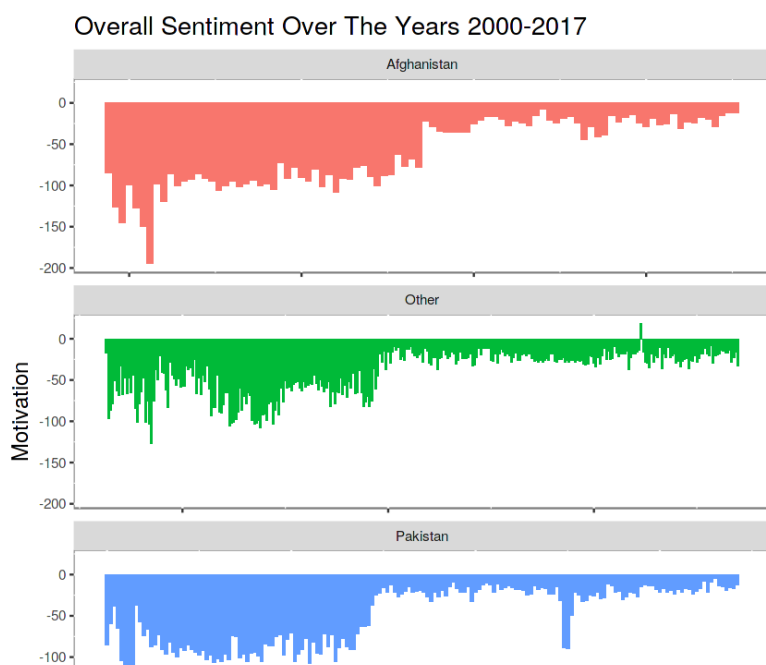 Overall Sentiment Over The Years 2000-2017
Afghanistan
0
-50
-100
-150
-200
Other
0
-50
-100
-150
-200
Motivation
Pakistan
0
-50
-100